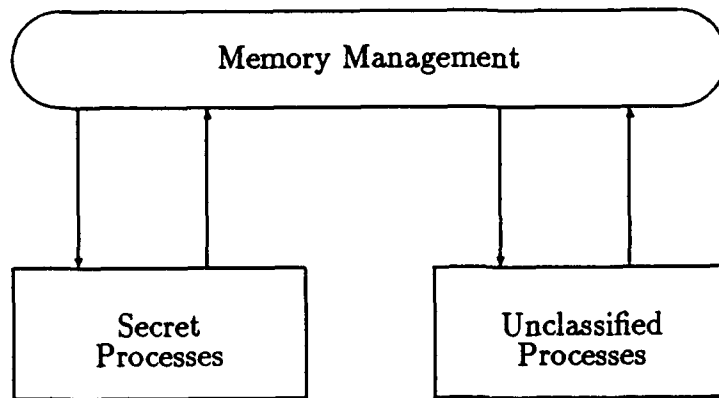 Memory Management
Secret
Processes
Unclassified
Processes